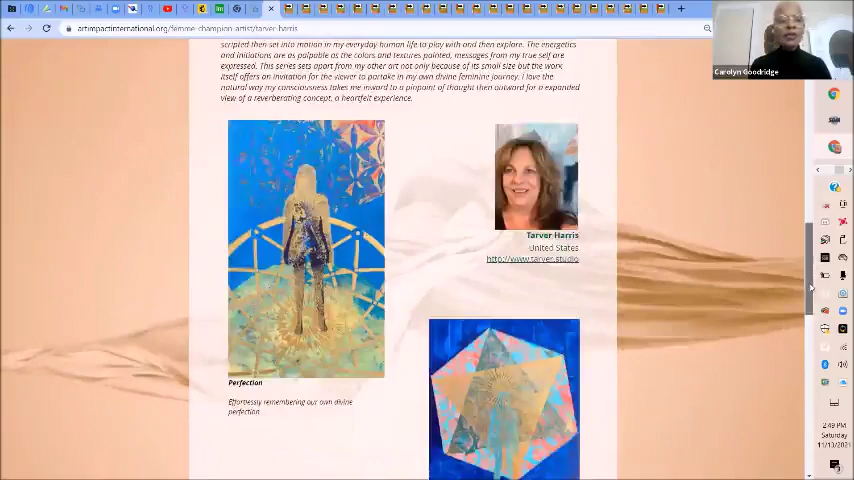 artimpactinternational.org/femme-champion-artist/tarver-harris
Carolyn Goodridge
scripted then set into motion in my everyday human life to play with and then explore. The energetics
and initiations are as palpable as the colors and textures painted, messages from my true self are
expressed. This series sets apart from my other art not only because of its small size but the work
itself offers an invitation for the viewer to partake in my own divine feminine journey. I love the
natural way my consciousness takes me inward to a pinpoint of thought then outward for a expanded
view of a reverberating concept, a heartfelt experience.
Tarver Harris
United States
http://www.tarver.studio
Perfection
Effortlessly remembering our own divine
perfection
2:49 PM
Saturday
11/13/2021